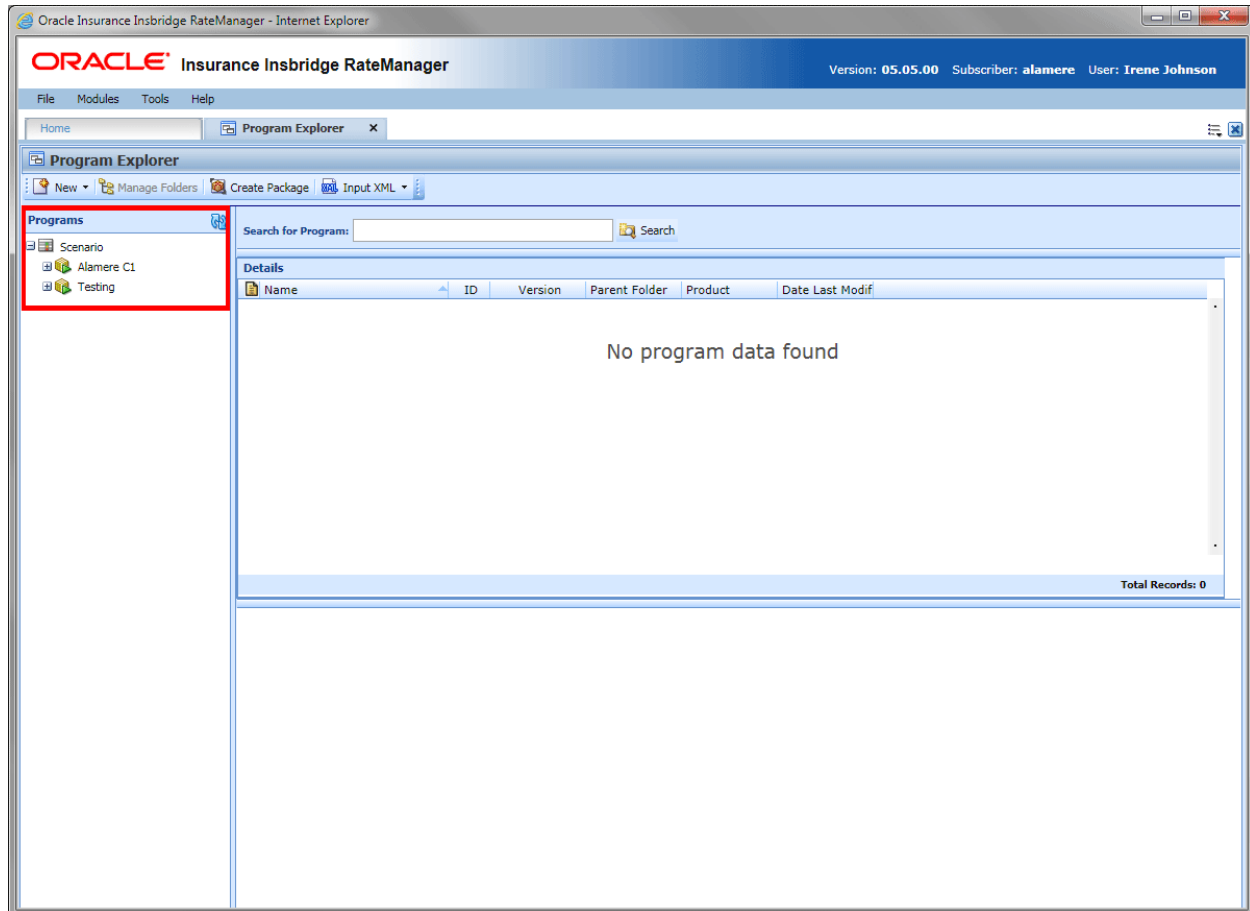 Oracle Insurance Insbridge RateManager - Internet Explorer
ORACLE Insurance Insbridge RateManager
Version: 05.05.00 Subscriber: alamere User: Irene Johnson
File Modules Tools Help
Home Program Explorer X
Program Explorer
New Manage Folders Create Package XML Input XML
Programs
Scenario
Alamere C1
Testing
Search for Program: Search
Details
Name ID Version Parent Folder Product Date Last Modif
No program data found
Total Records: 0